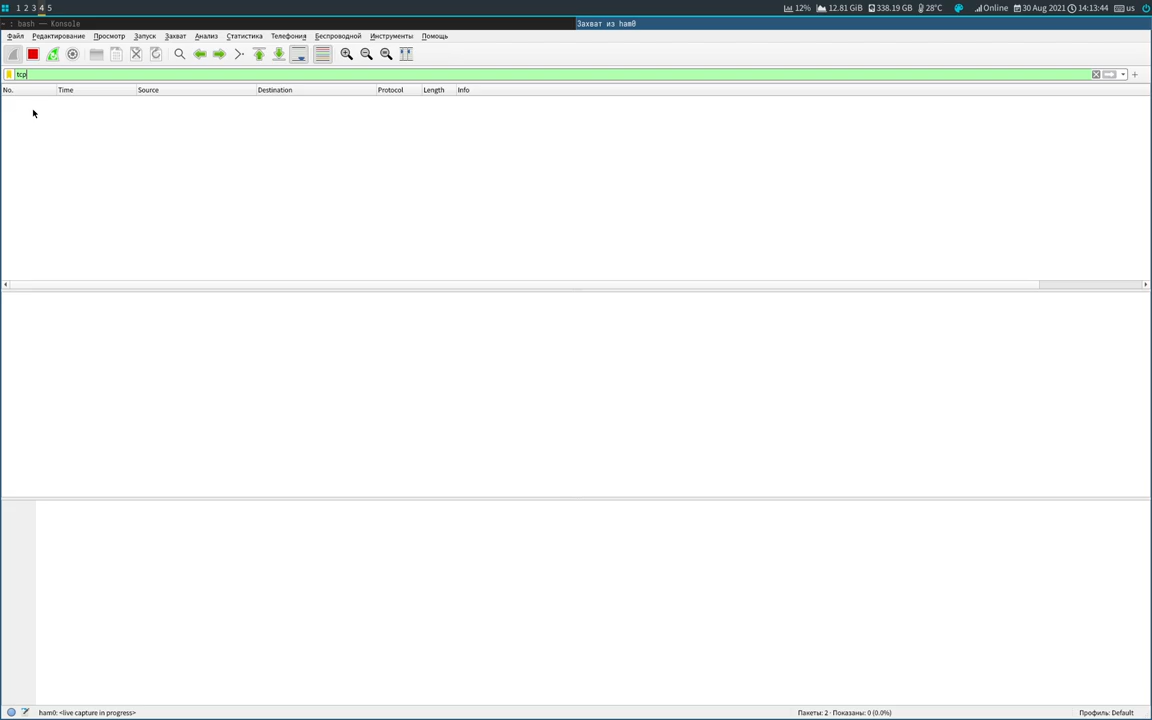 1 2 3 4 5 12% 12.81 GiB 338.19 GB 28°C Online 30 Aug 2021 14:13:44 us
~ : bash — Konsole Захват из ham0
Файл Редактирование Просмотр Запуск Захват Анализ Статистика Телефония Беспроводной Инструменты Помощь
tcp
No. Time Source Destination Protocol Length Info
ham0: <live capture in progress> Пакеты: 2 · Показаны: 0 (0.0%) Профиль: Default